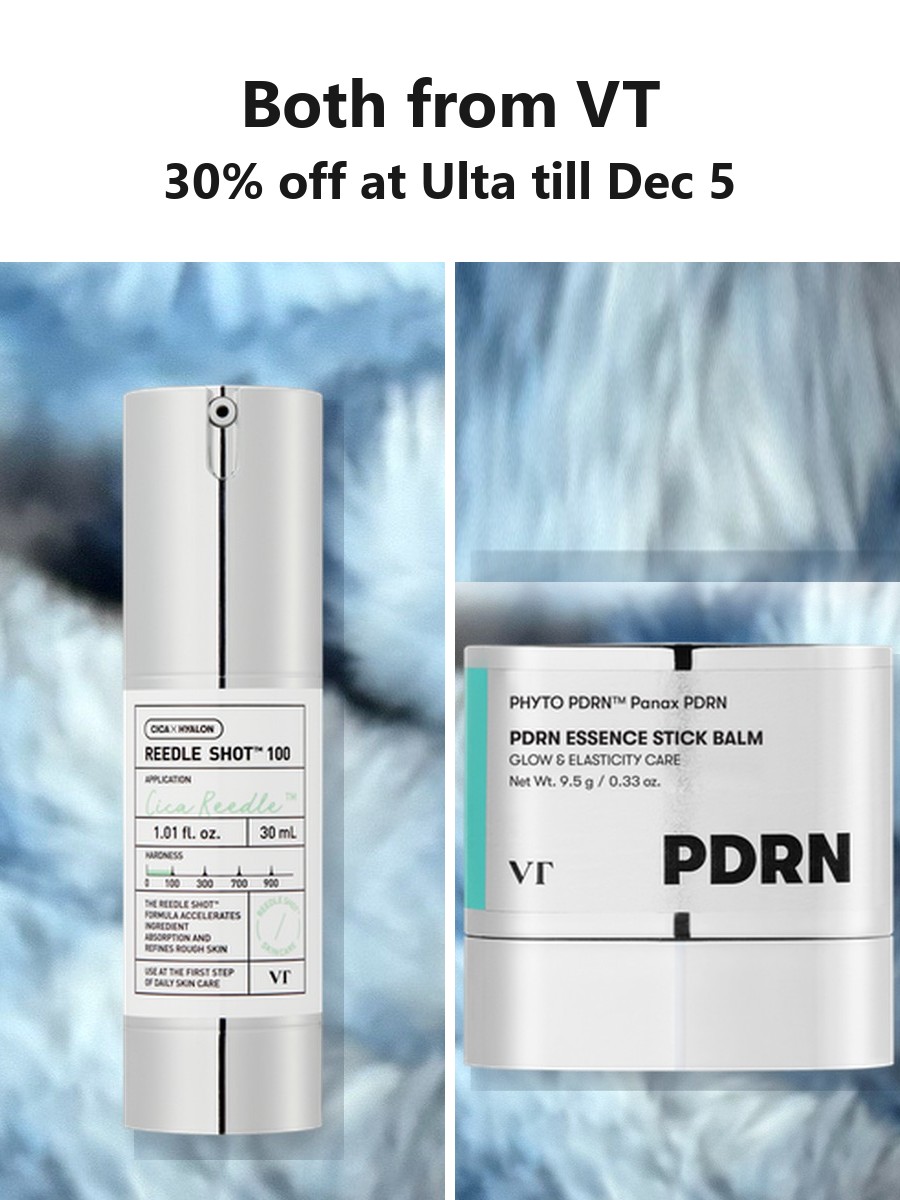 Both from VT
30% off at Ulta till Dec 5
CICA X HYALON
REEDLE SHOT™ 100
APPLICATION
Cica Reedle™
1.01 fl. oz. 30 mL
HARDNESS
0 100 300 700 900
THE REEDLE SHOT™
FORMULA ACCELERATES
INGREDIENT
ABSORPTION AND
REFINES ROUGH SKIN
REEDLE SHOT
SKINCARE
USE AT THE FIRST STEP
OF DAILY SKIN CARE
VT
PHYTO PDRN™ Panax PDRN
PDRN ESSENCE STICK BALM
GLOW & ELASTICITY CARE
Net Wt. 9.5 g / 0.33 oz.
VT
PDRN